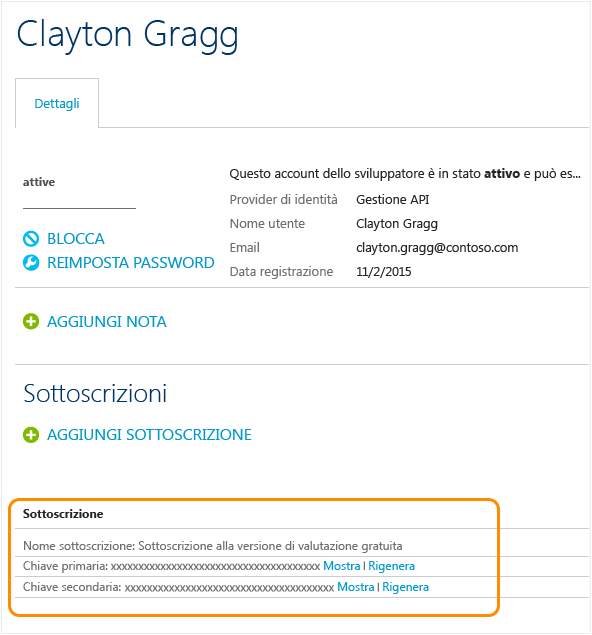 Clayton Gragg
Dettagli
attive
Questo account dello sviluppatore è in stato attivo e può es...
Provider di identità Gestione API
Nome utente Clayton Gragg
Email clayton.gragg@contoso.com
Data registrazione 11/2/2015
BLOCCA
REIMPOSTA PASSWORD
AGGIUNGI NOTA
Sottoscrizioni
AGGIUNGI SOTTOSCRIZIONE
Sottoscrizione
Nome sottoscrizione: Sottoscrizione alla versione di valutazione gratuita
Chiave primaria: xxxxxxxxxxxxxxxxxxxxxxxxxxxxxxxxxxxxxx Mostra | Rigenera
Chiave secondaria: xxxxxxxxxxxxxxxxxxxxxxxxxxxxxxxxxxxxxx Mostra | Rigenera